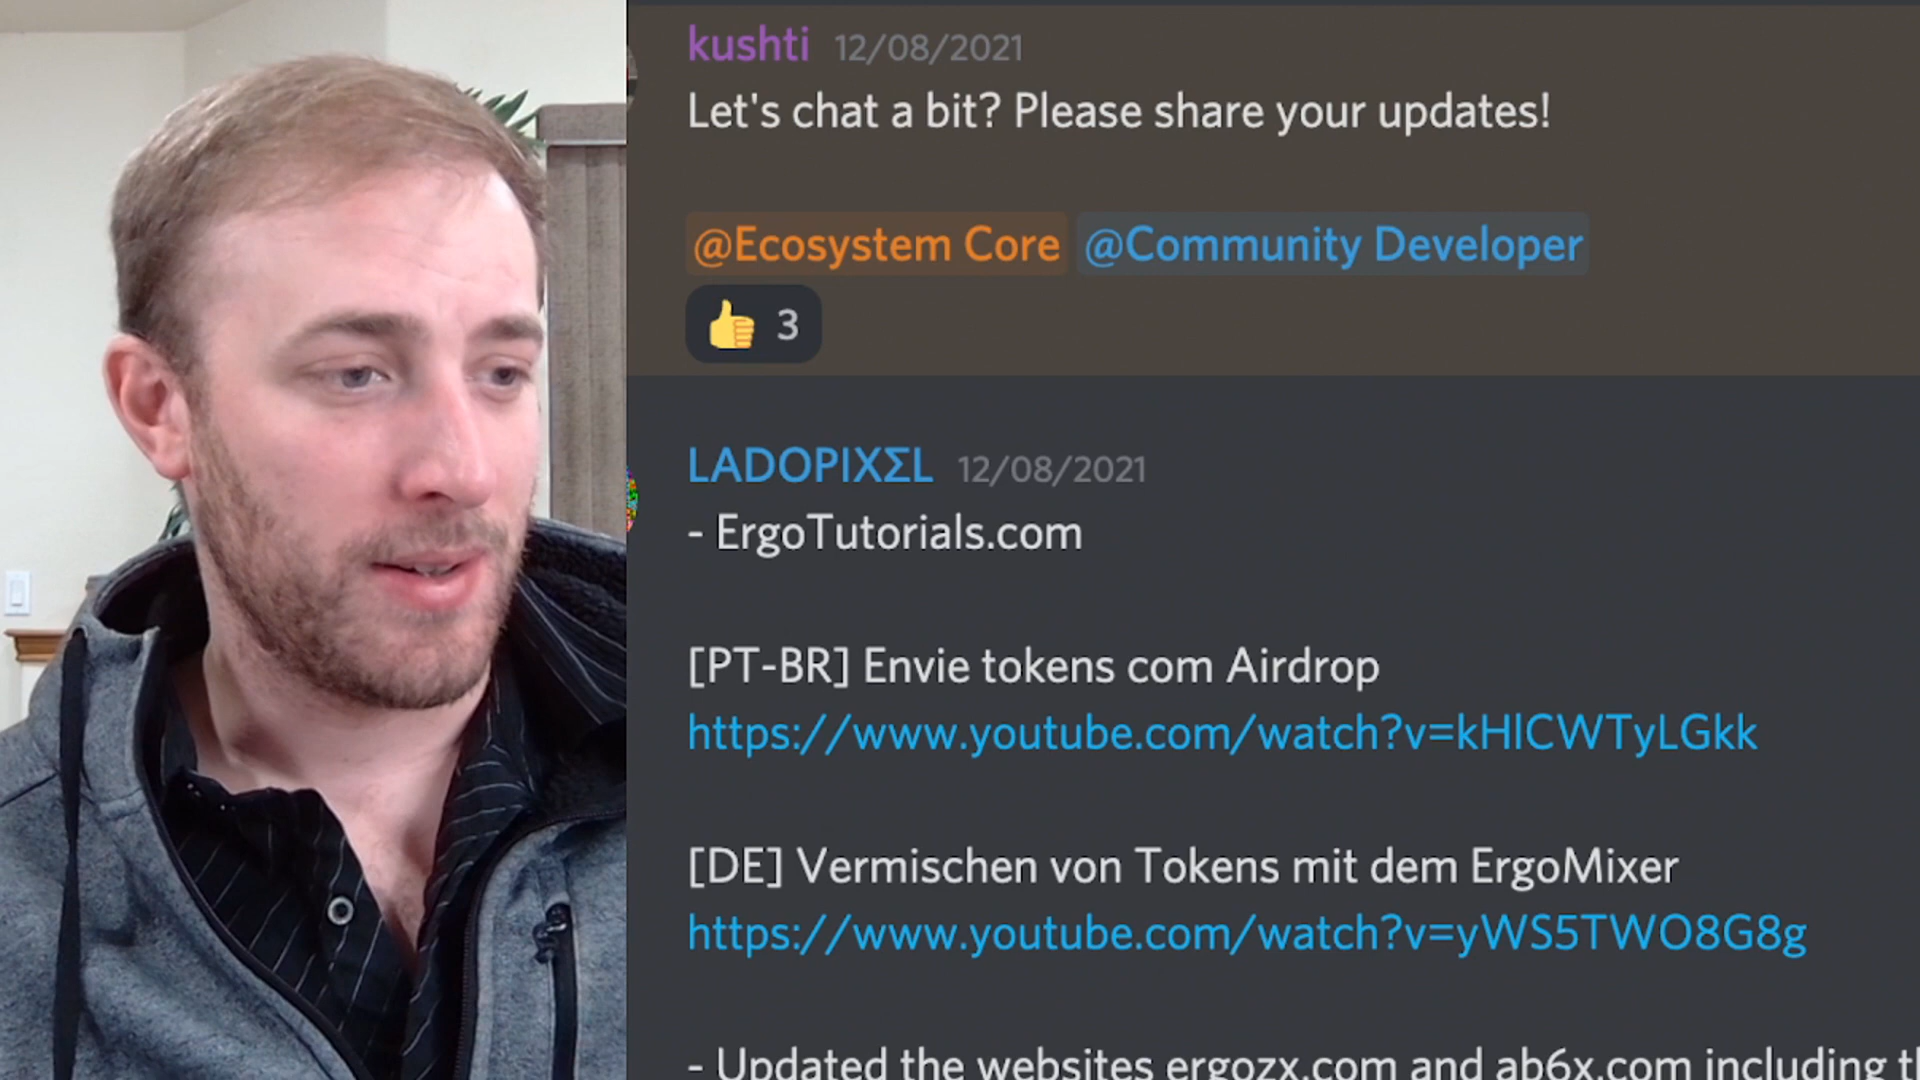 kushti 12/08/2021
Let's chat a bit? Please share your updates!
@Ecosystem Core @Community Developer
👍 3
LADOPIXΣL 12/08/2021
- ErgoTutorials.com
[PT-BR] Envie tokens com Airdrop
https://www.youtube.com/watch?v=kHlCWTyLGkk
[DE] Vermischen von Tokens mit dem ErgoMixer
https://www.youtube.com/watch?v=yWS5TWO8G8g
- Updated the websites ergozx.com and ab6x.com including